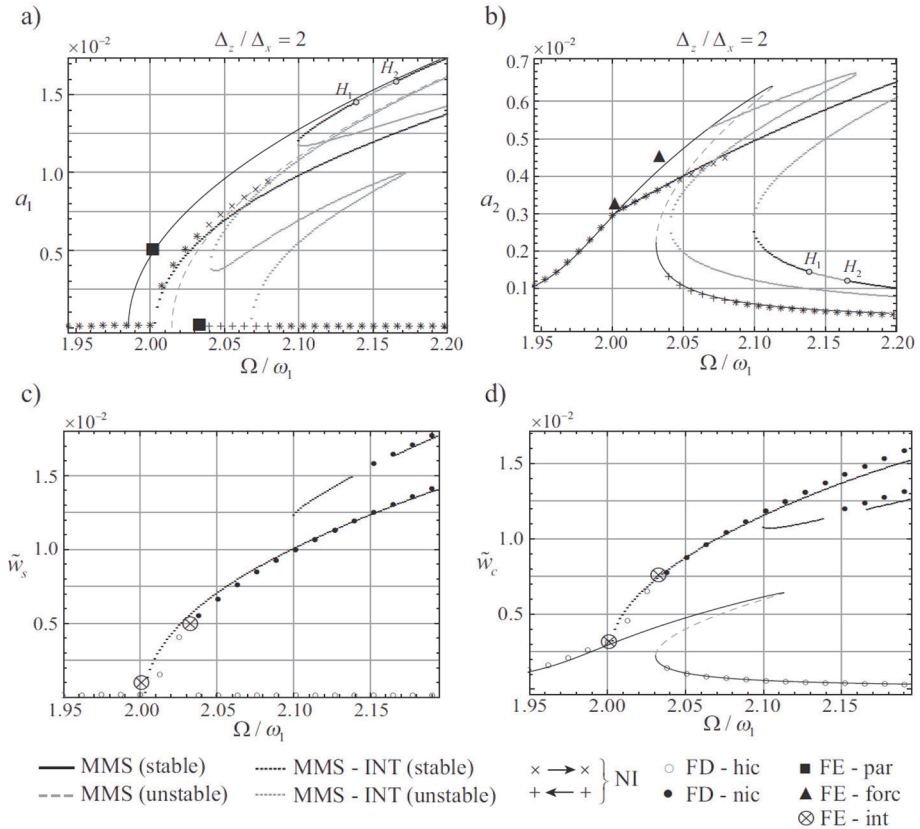 a)
×10⁻²
Δz / Δx = 2
1.5
1.0
0.5
a1
H1
H2
1.95
2.00
2.05
2.10
2.15
2.20
Ω / ω1
b)
×10⁻²
Δz / Δx = 2
0.7
0.6
0.5
0.4
0.3
0.2
0.1
a2
H1
H2
1.95
2.00
2.05
2.10
2.15
2.20
Ω / ω1
c)
×10⁻²
1.5
1.0
0.5
w̃s
1.95
2.00
2.05
2.10
2.15
Ω / ω1
d)
×10⁻²
1.5
1.0
0.5
w̃c
1.95
2.00
2.05
2.10
2.15
Ω / ω1
MMS (stable)
MMS (unstable)
MMS - INT (stable)
MMS - INT (unstable)
× → ×
+ ← +
} NI
FD - hic
FD - nic
FE - par
FE - forc
FE - int